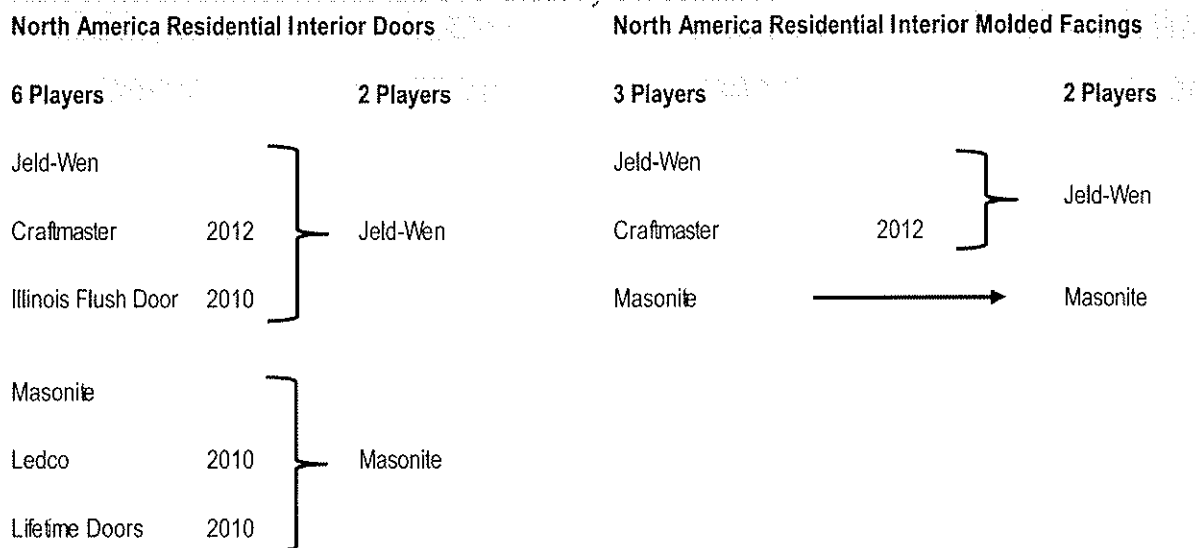 North America Residential Interior Doors
6 Players 2 Players
Jeld-Wen
Craftmaster 2012 Jeld-Wen
Illinois Flush Door 2010
Masonite
Ledco 2010 Masonite
Lifetime Doors 2010
North America Residential Interior Molded Facings
3 Players 2 Players
Jeld-Wen
Jeld-Wen
Craftmaster 2012
Masonite Masonite